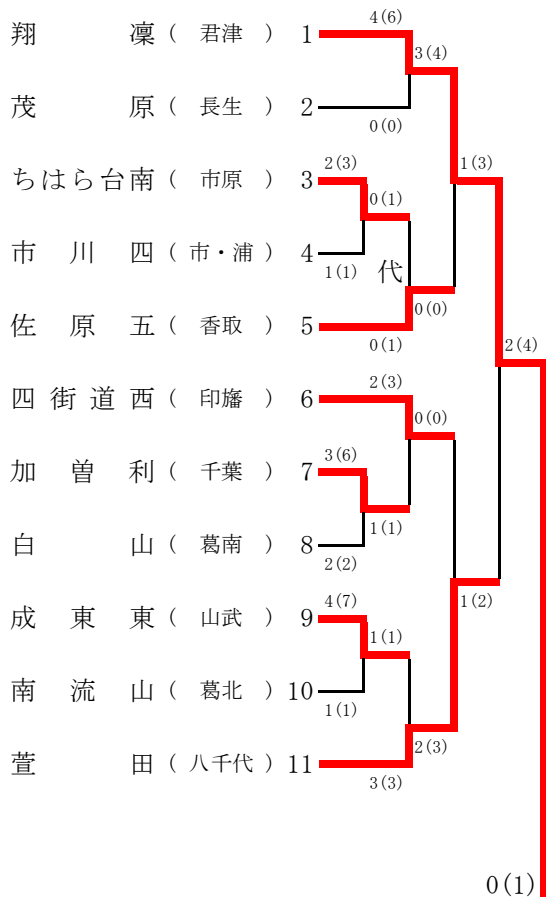 4(6)
翔凜（君津）1
3(4)
茂原（長生）2
0(0)
2(3)
1(3)
ちはら台南（市原）3
0(1)
市川四（市・浦）4
1(1)
代
0(0)
佐原五（香取）5
0(1)
2(4)
2(3)
四街道西（印旛）6
0(0)
3(6)
加曽利（千葉）7
1(1)
白山（葛南）8
2(2)
4(7)
1(2)
成東東（山武）9
1(1)
南流山（葛北）10
1(1)
2(3)
萱田（八千代）11
3(3)
0(1)